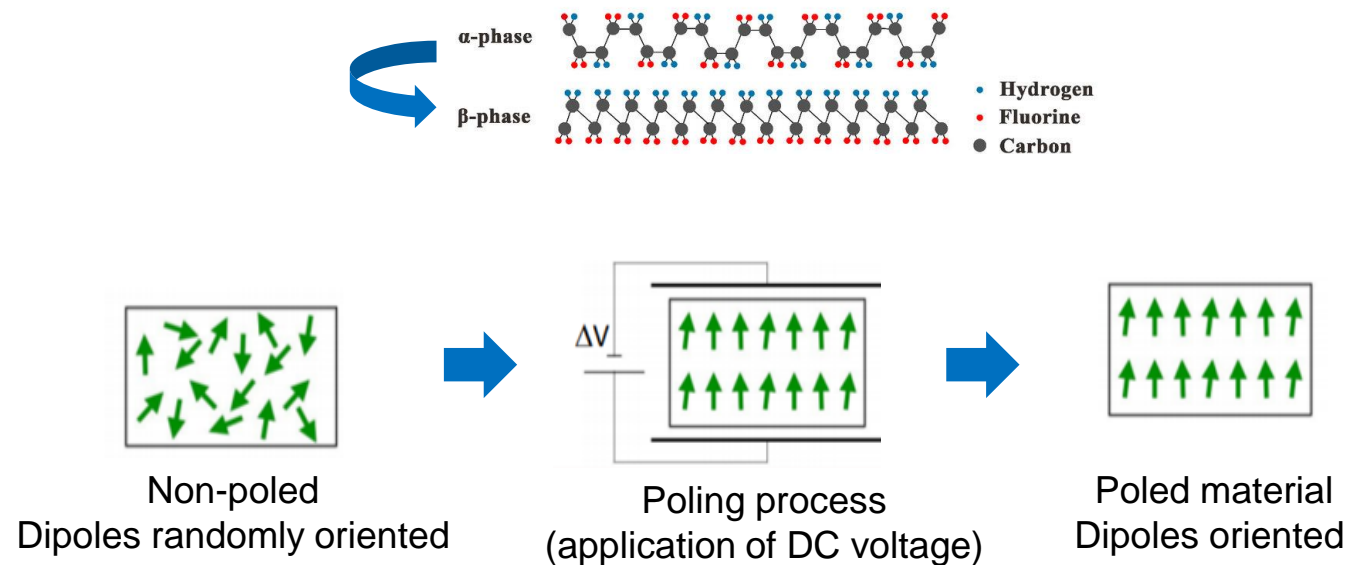 α-phase
β-phase
• Hydrogen
• Fluorine
● Carbon
ΔV
Non-poled
Dipoles randomly oriented
Poling process
(application of DC voltage)
Poled material
Dipoles oriented